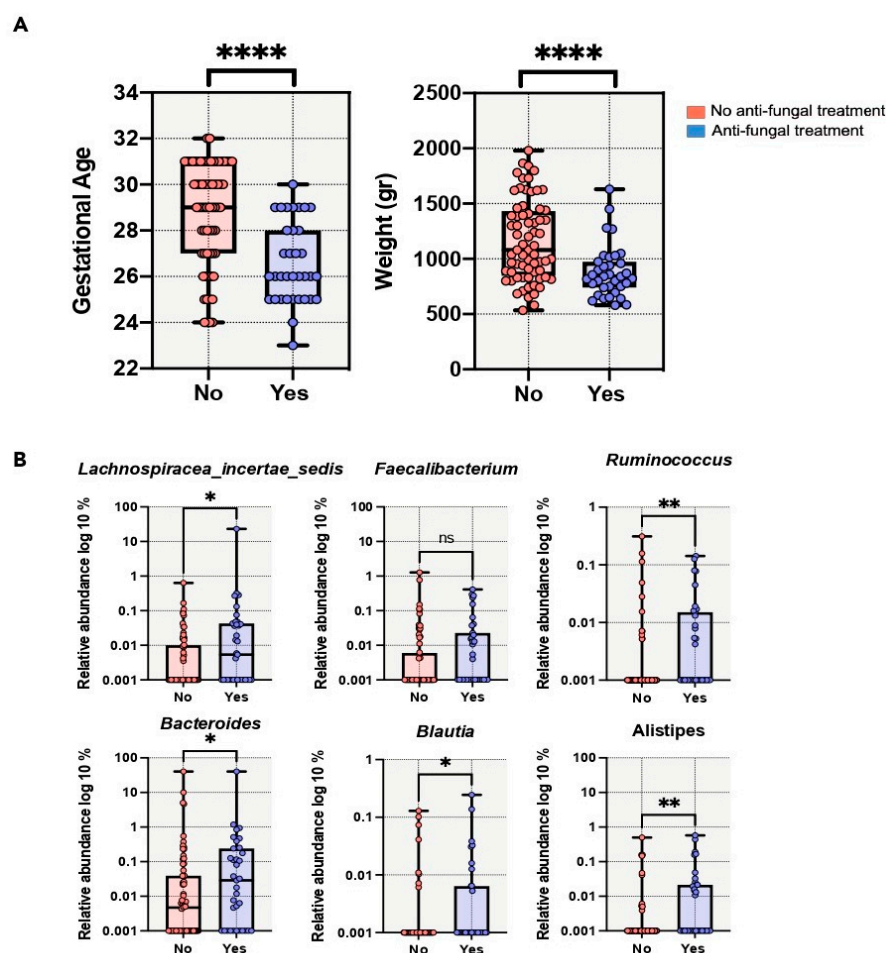 A
****
****
Gestational Age
34
32
30
28
26
24
22
No
Yes
Weight (gr)
2500
2000
1500
1000
500
0
No
Yes
No anti-fungal treatment
Anti-fungal treatment
B
Lachnospiracea_incertae_sedis
*
Relative abundance log 10 %
100
10
1
0.1
0.01
0.001
No
Yes
Faecalibacterium
ns
Relative abundance log 10 %
100
10
1
0.1
0.01
0.001
No
Yes
Ruminococcus
**
Relative abundance log 10 %
1
0.1
0.01
0.001
No
Yes
Bacteroides
*
Relative abundance log 10 %
100
10
1
0.1
0.01
0.001
No
Yes
Blautia
*
Relative abundance log 10 %
1
0.1
0.01
0.001
No
Yes
Alistipes
**
Relative abundance log 10 %
100
10
1
0.1
0.01
0.001
No
Yes